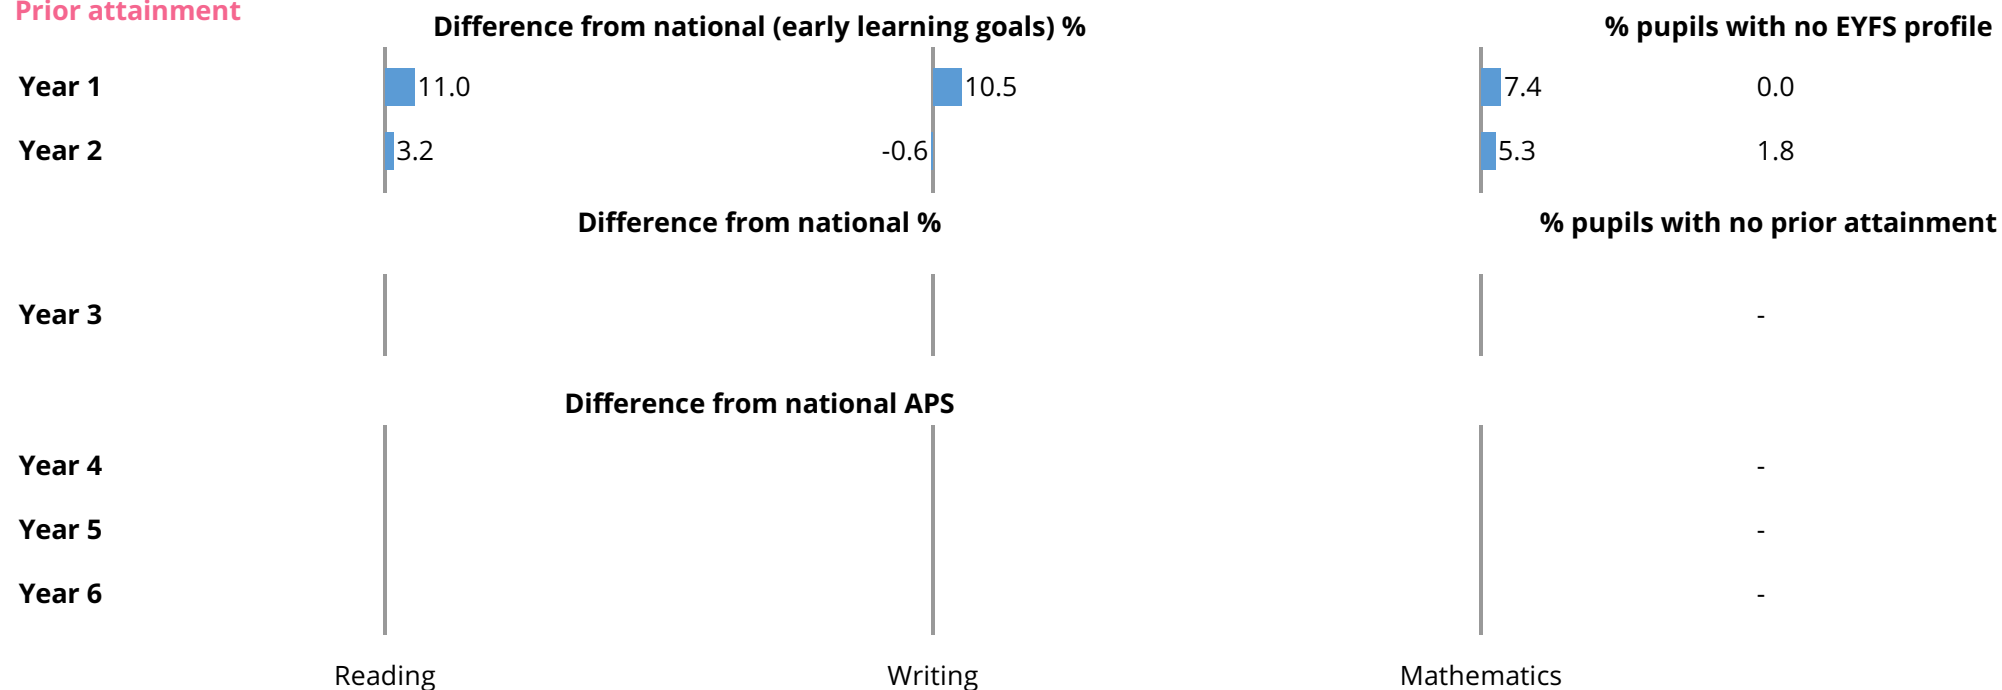 Prior attainment
Difference from national (early learning goals) % % pupils with no EYFS profile
Year 1 11.0 10.5 7.4 0.0
Year 2 3.2 -0.6 5.3 1.8
Difference from national % % pupils with no prior attainment
Year 3 -
Difference from national APS
Year 4 -
Year 5 -
Year 6 -
Reading Writing Mathematics